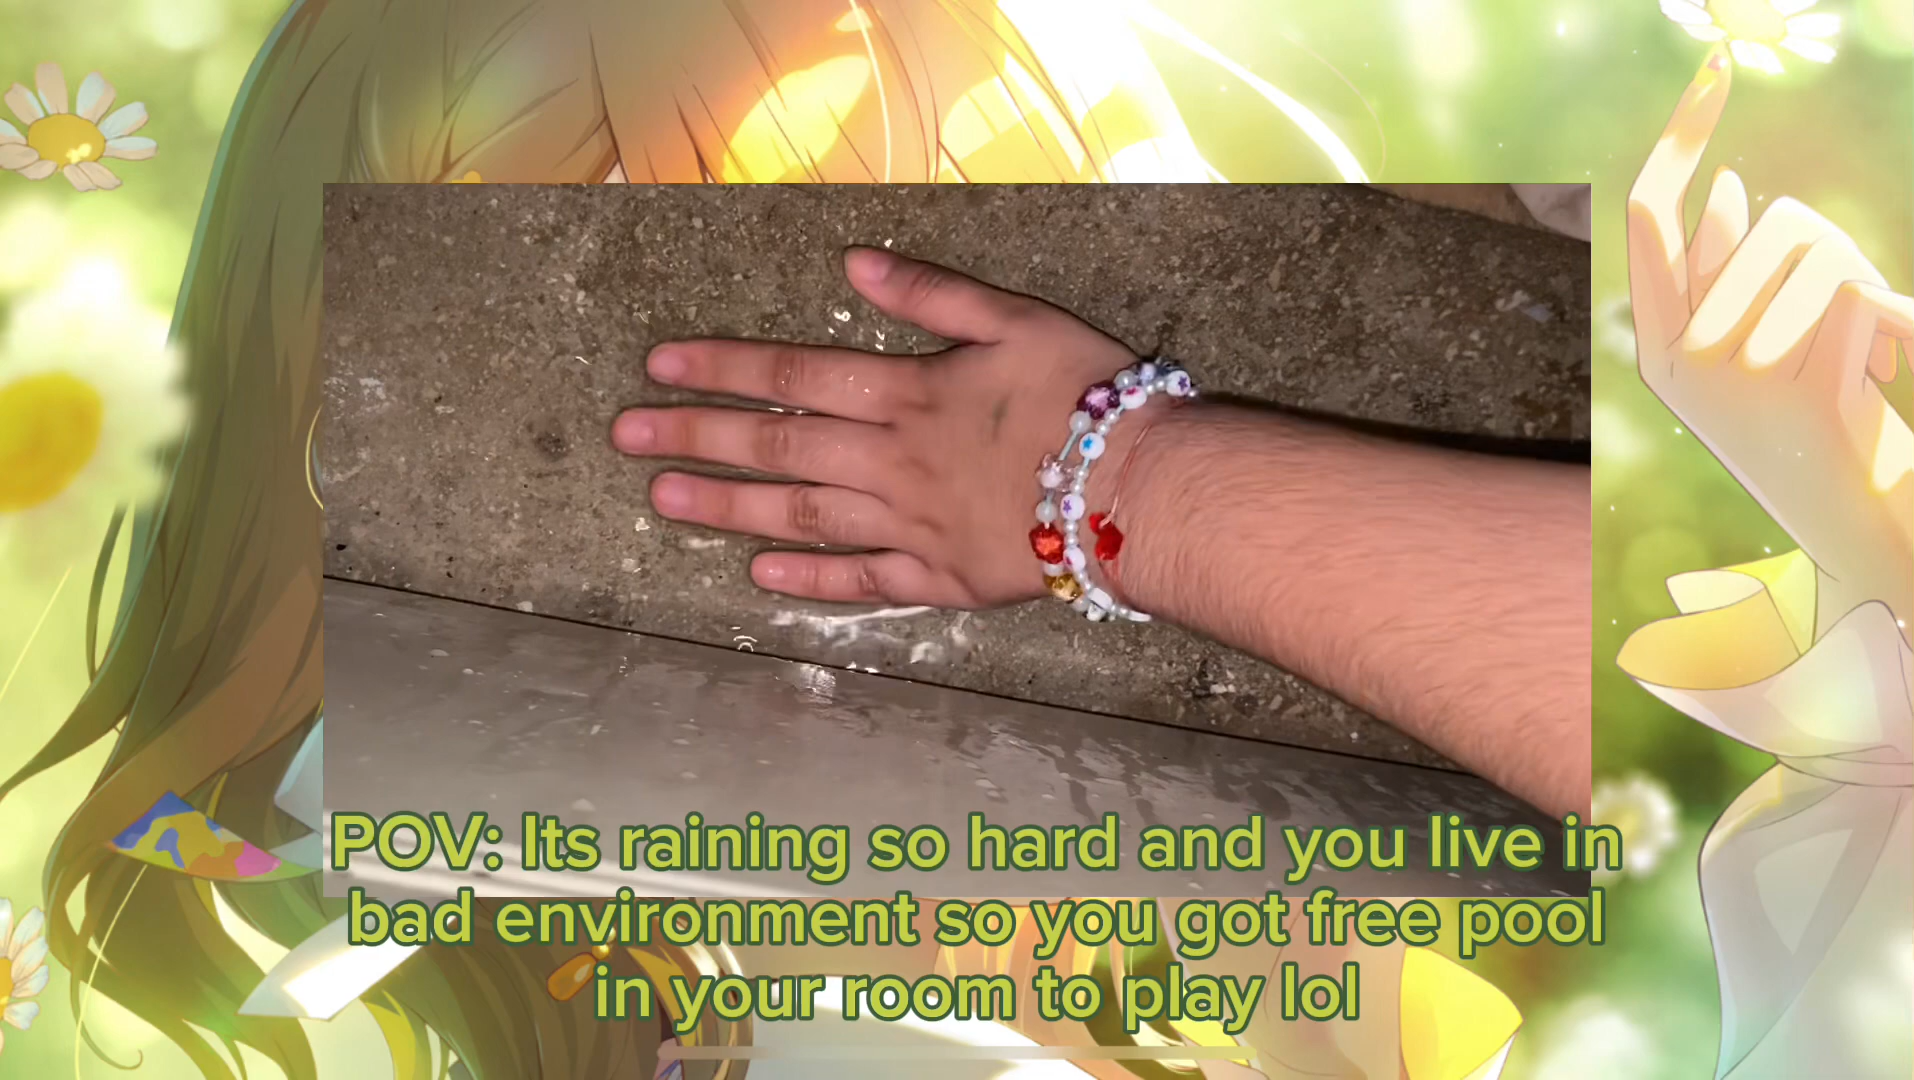 POV: Its raining so hard and you live in
bad environment so you got free pool
in your room to play lol